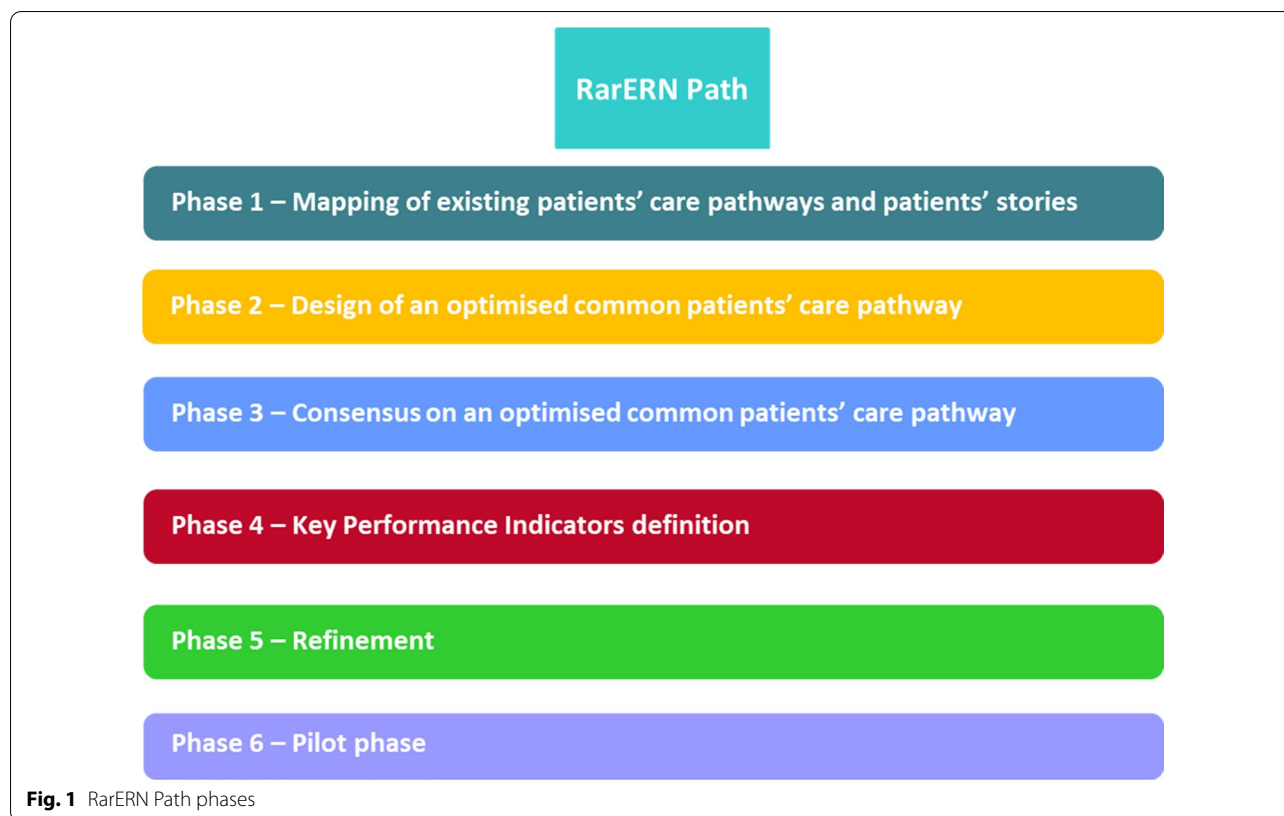 RarERN Path
Phase 1 – Mapping of existing patients’ care pathways and patients’ stories
Phase 2 – Design of an optimised common patients’ care pathway
Phase 3 – Consensus on an optimised common patients’ care pathway
Phase 4 – Key Performance Indicators definition
Phase 5 – Refinement
Phase 6 – Pilot phase
Fig. 1 RarERN Path phases